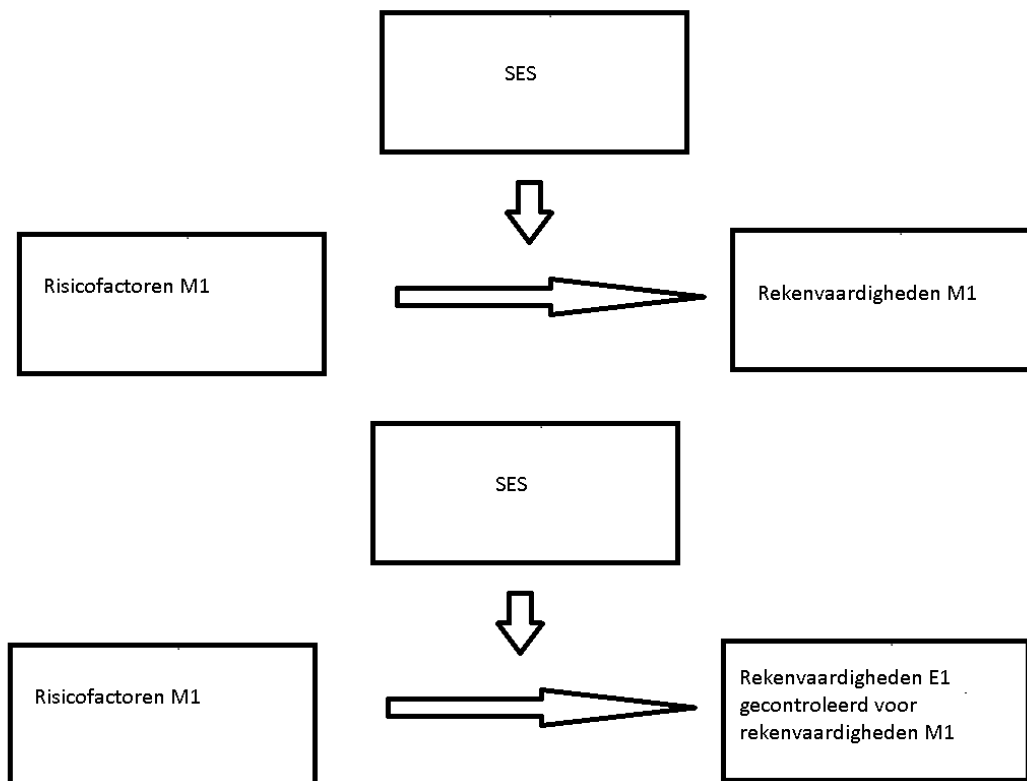 SES
Risicofactoren M1
Rekenvaardigheden M1
SES
Risicofactoren M1
Rekenvaardigheden E1
gecontroleerd voor
rekenvaardigheden M1